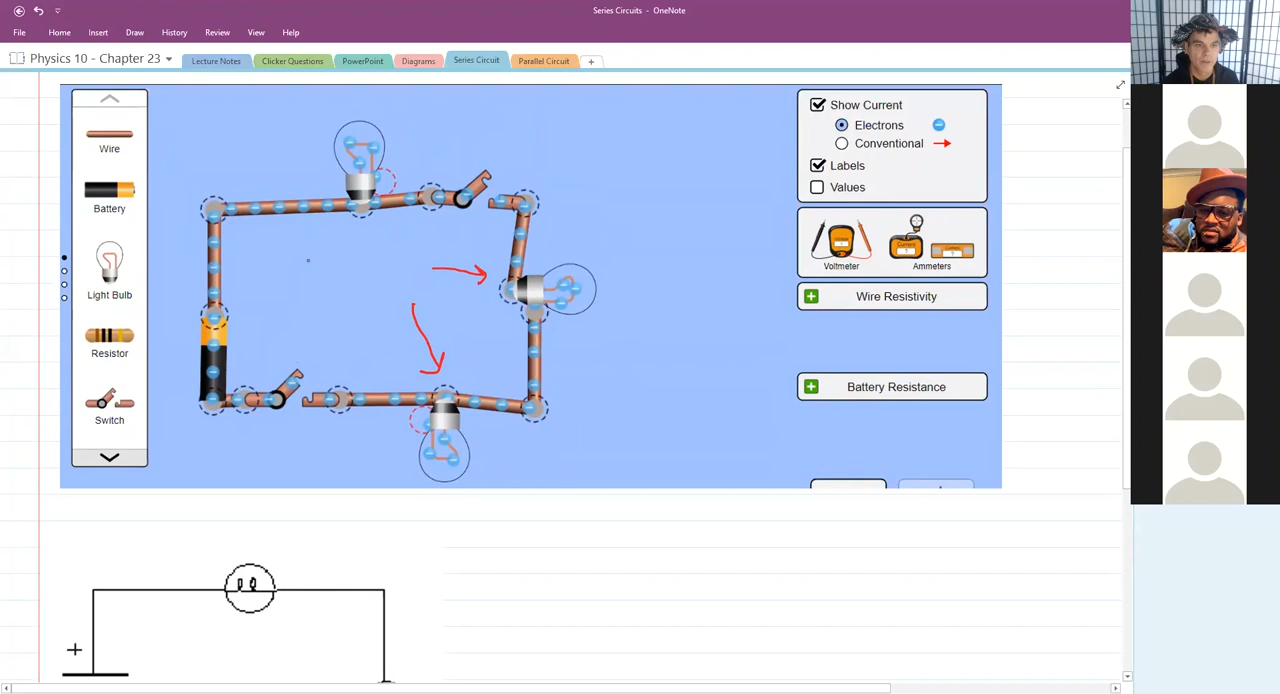 Series Circuits - OneNote
File Home Insert Draw History Review View Help
Physics 10 - Chapter 23
Lecture Notes Clicker Questions PowerPoint Diagrams Series Circuit Parallel Circuit +
Wire
Battery
Light Bulb
Resistor
Switch
Show Current
Electrons
Conventional
Labels
Values
Voltmeter
Ammeters
Wire Resistivity
Battery Resistance
+